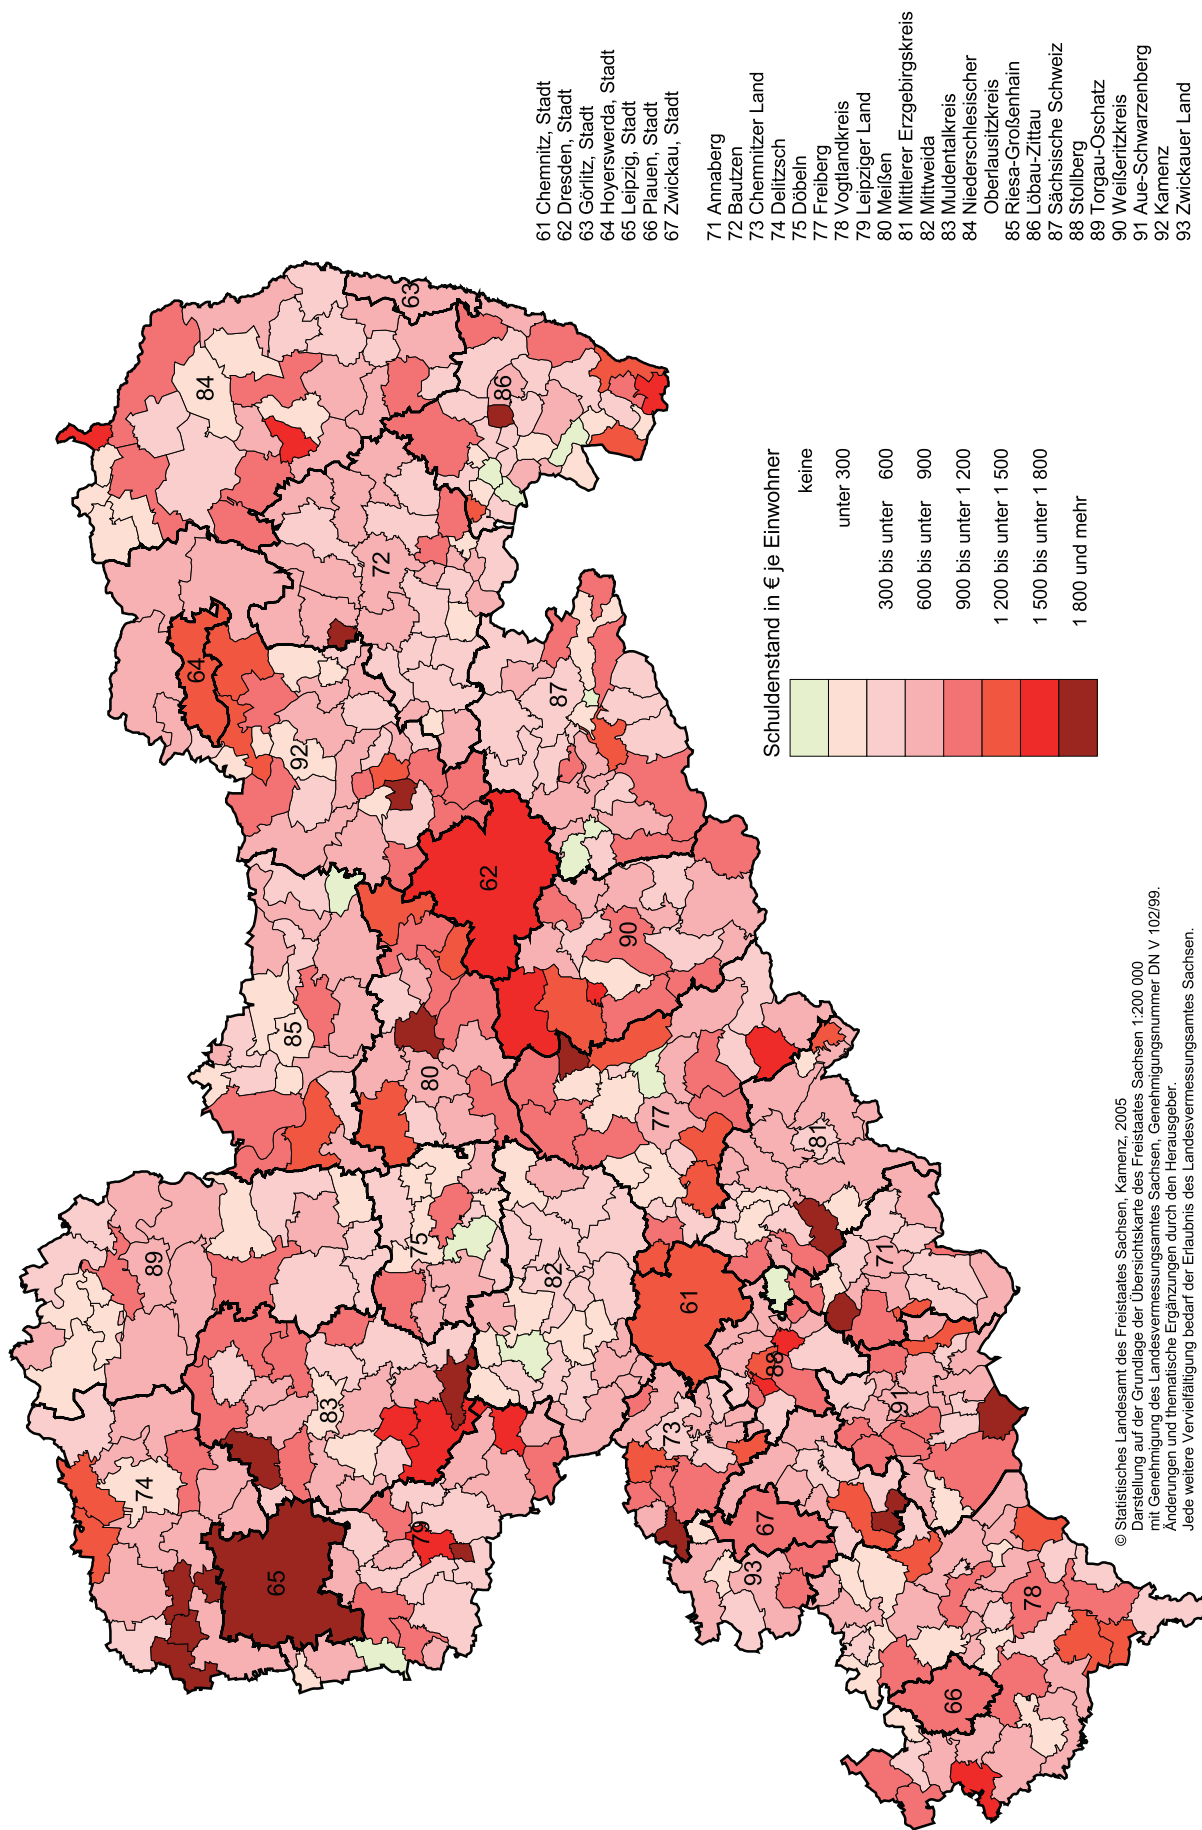 61 Chemnitz, Stadt
62 Dresden, Stadt
63 Görlitz, Stadt
64 Hoyerswerda, Stadt
65 Leipzig, Stadt
66 Plauen, Stadt
67 Zwickau, Stadt
71 Annaberg
72 Bautzen
73 Chemnitzer Land
74 Delitzsch
75 Döbeln
77 Freiberg
78 Vogtlandkreis
79 Leipziger Land
80 Meißen
81 Mittlerer Erzgebirgskreis
82 Mittweida
83 Muldentalkreis
84 Niederschlesischer
Oberlausitzkreis
85 Riesa-Großenhain
86 Löbau-Zittau
87 Sächsische Schweiz
88 Stollberg
89 Torgau-Oschatz
90 Weißeritzkreis
91 Aue-Schwarzenberg
92 Kamenz
93 Zwickauer Land
Schuldenstand in € je Einwohner
keine
unter 300
300 bis unter 600
600 bis unter 900
900 bis unter 1 200
1 200 bis unter 1 500
1 500 bis unter 1 800
1 800 und mehr
65
74
79
83
89
82
75
85
80
77
61
73
93
67
66
78
91
88
71
81
90
62
92
64
87
72
84
63
86
© Statistisches Landesamt des Freistaates Sachsen, Kamenz, 2005
Darstellung auf der Grundlage der Übersichtskarte des Freistaates Sachsen 1:200 000
mit Genehmigung des Landesvermessungsamtes Sachsen, Genehmigungsnummer DN V 102/99.
Änderungen und thematische Ergänzungen durch den Herausgeber.
Jede weitere Vervielfältigung bedarf der Erlaubnis des Landesvermessungsamtes Sachsen.